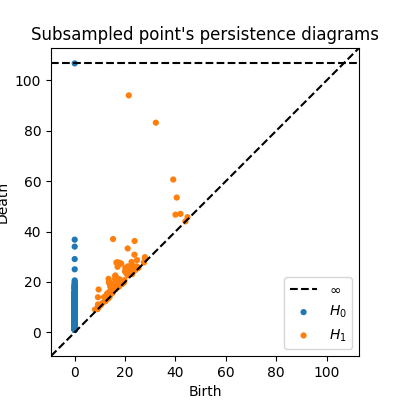 Subsampled point's persistence diagrams
100
80
60
40
20
0
Death
0 20 40 60 80 100
Birth
∞
H₀
H₁